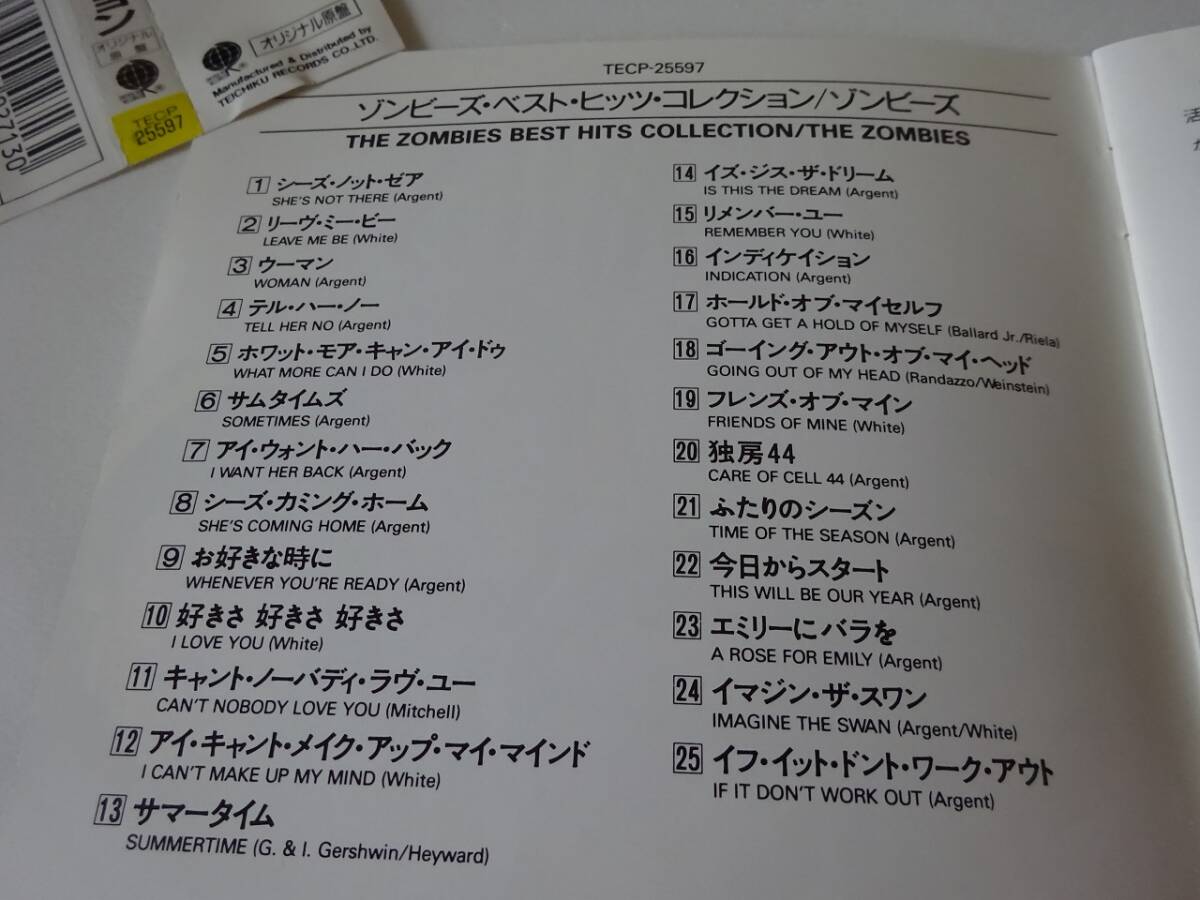 オリジナル原盤
Manufactured & Distributed by
TEICHIKU RECORDS CO.,LTD.
オリジナル
原盤
TECP
25597
27130
TECP-25597
ゾンビーズ・ベスト・ヒッツ・コレクション/ゾンビーズ
THE ZOMBIES BEST HITS COLLECTION/THE ZOMBIES
1 シーズ・ノット・ゼア
SHE'S NOT THERE (Argent)
2 リーヴ・ミー・ビー
LEAVE ME BE (White)
3 ウーマン
WOMAN (Argent)
4 テル・ハー・ノー
TELL HER NO (Argent)
5 ホワット・モア・キャン・アイ・ドゥ
WHAT MORE CAN I DO (White)
6 サムタイムズ
SOMETIMES (Argent)
7 アイ・ウォント・ハー・バック
I WANT HER BACK (Argent)
8 シーズ・カミング・ホーム
SHE'S COMING HOME (Argent)
9 お好きな時に
WHENEVER YOU'RE READY (Argent)
10 好きさ 好きさ 好きさ
I LOVE YOU (White)
11 キャント・ノーバディ・ラヴ・ユー
CAN'T NOBODY LOVE YOU (Mitchell)
12 アイ・キャント・メイク・アップ・マイ・マインド
I CAN'T MAKE UP MY MIND (White)
13 サマータイム
SUMMERTIME (G. & I. Gershwin/Heyward)
14 イズ・ジス・ザ・ドリーム
IS THIS THE DREAM (Argent)
15 リメンバー・ユー
REMEMBER YOU (White)
16 インディケイション
INDICATION (Argent)
17 ホールド・オブ・マイセルフ
GOTTA GET A HOLD OF MYSELF (Ballard Jr./Riela)
18 ゴーイング・アウト・オブ・マイ・ヘッド
GOING OUT OF MY HEAD (Randazzo/Weinstein)
19 フレンズ・オブ・マイン
FRIENDS OF MINE (White)
20 独房44
CARE OF CELL 44 (Argent)
21 ふたりのシーズン
TIME OF THE SEASON (Argent)
22 今日からスタート
THIS WILL BE OUR YEAR (Argent)
23 エミリーにバラを
A ROSE FOR EMILY (Argent)
24 イマジン・ザ・スワン
IMAGINE THE SWAN (Argent/White)
25 イフ・イット・ドント・ワーク・アウト
IF IT DON'T WORK OUT (Argent)
活